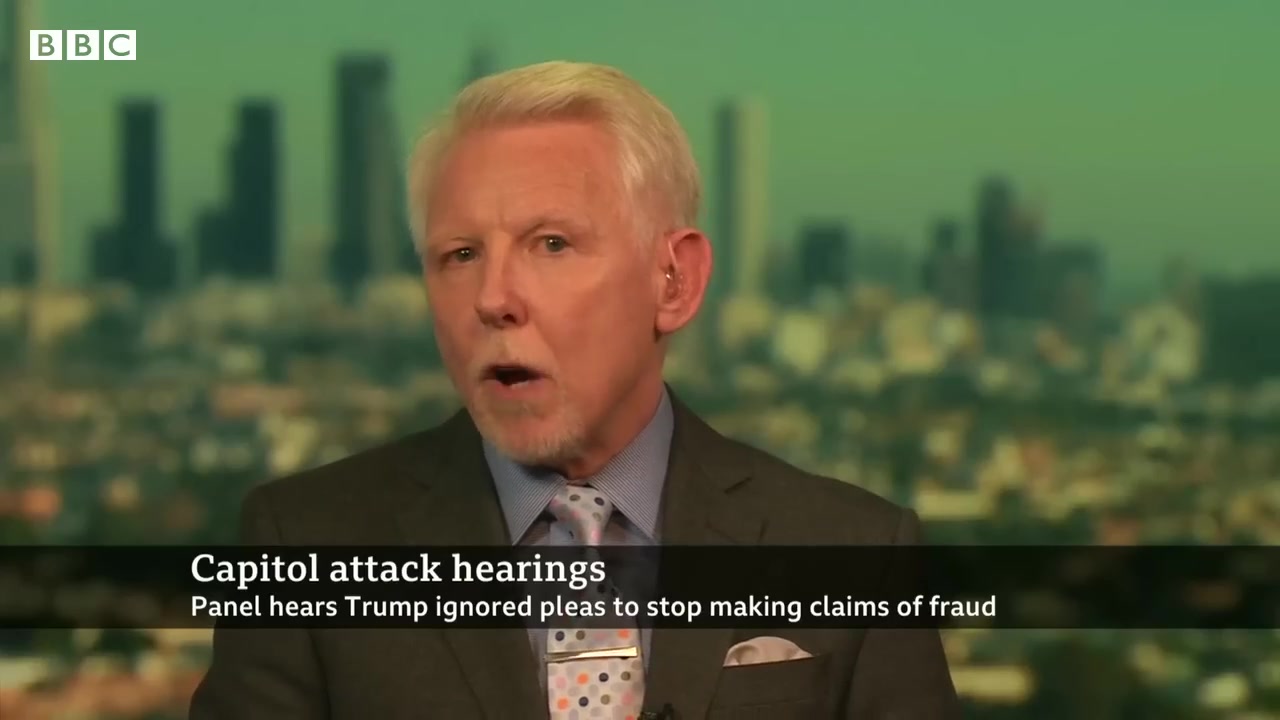 BBC
Capitol attack hearings
Panel hears Trump ignored pleas to stop making claims of fraud